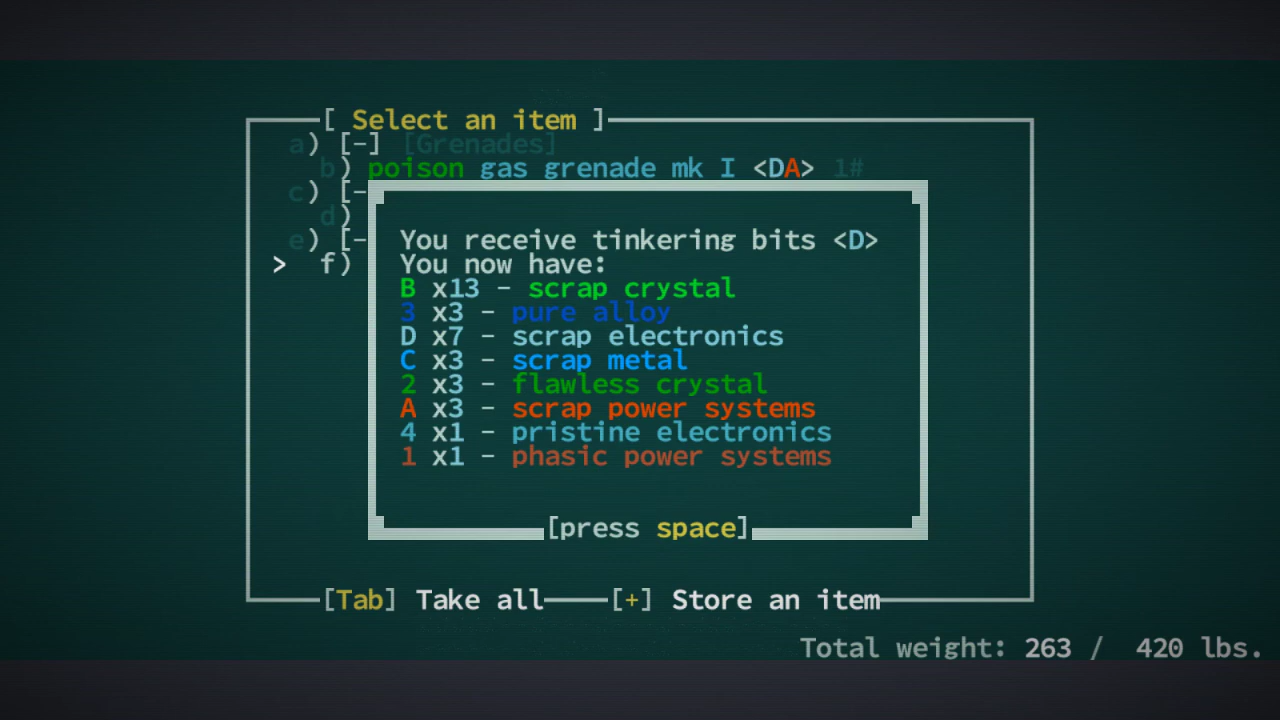 [ Select an item ]
a) [-] [Grenades]
b) poison gas grenade mk I <DA> 1#
c) [-
d)
e) [-
> f)
You receive tinkering bits <D>
You now have:
B x13 - scrap crystal
3 x3 - pure alloy
D x7 - scrap electronics
C x3 - scrap metal
2 x3 - flawless crystal
A x3 - scrap power systems
4 x1 - pristine electronics
1 x1 - phasic power systems
[press space]
[Tab] Take all [+] Store an item
Total weight: 263 / 420 lbs.